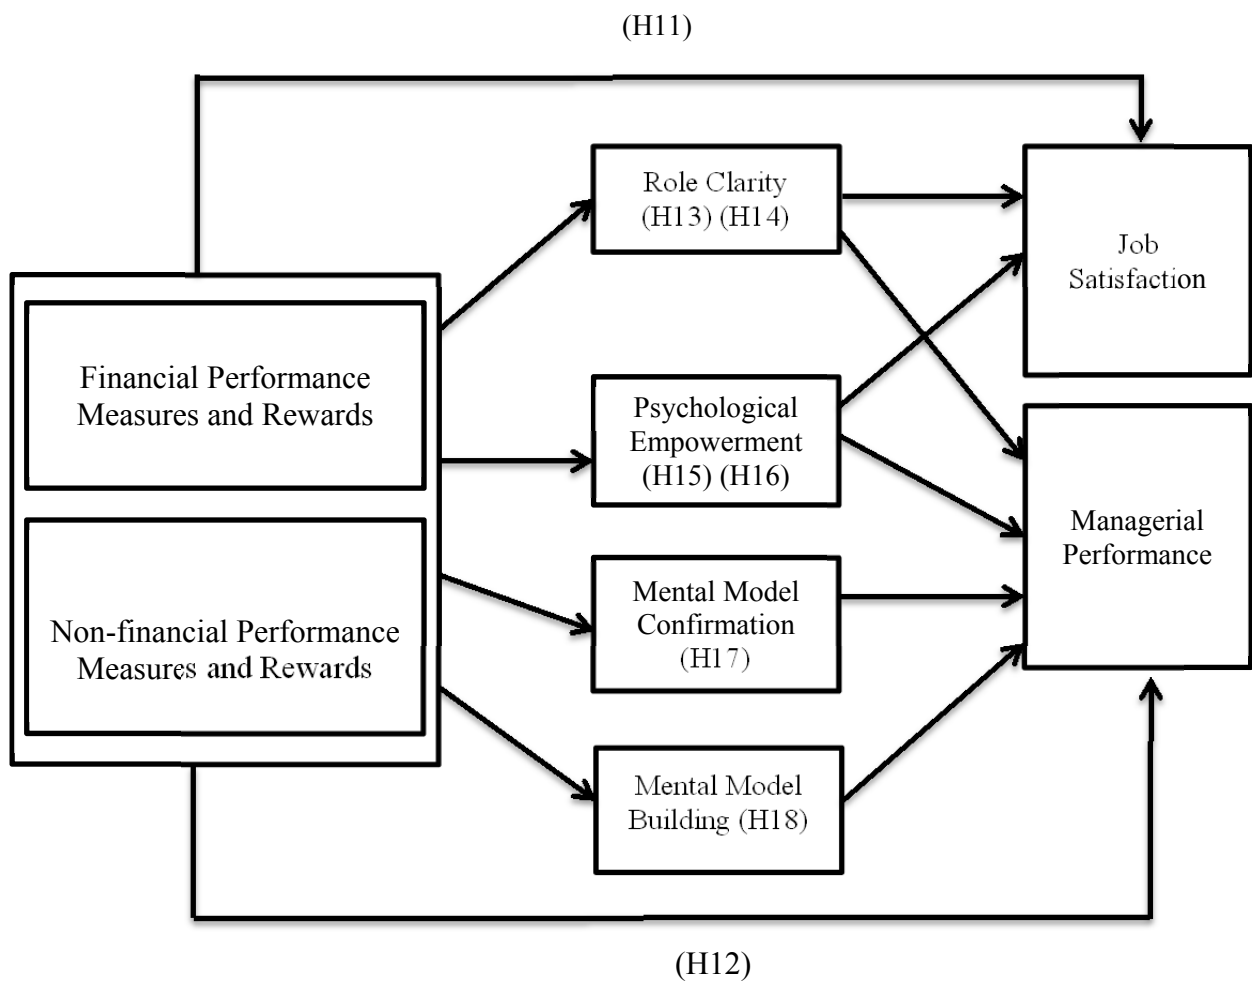 (H11)
Role Clarity
(H13) (H14)
Job
Satisfaction
Financial Performance
Measures and Rewards
Psychological
Empowerment
(H15) (H16)
Managerial
Performance
Non-financial Performance
Measures and Rewards
Mental Model
Confirmation
(H17)
Mental Model
Building (H18)
(H12)